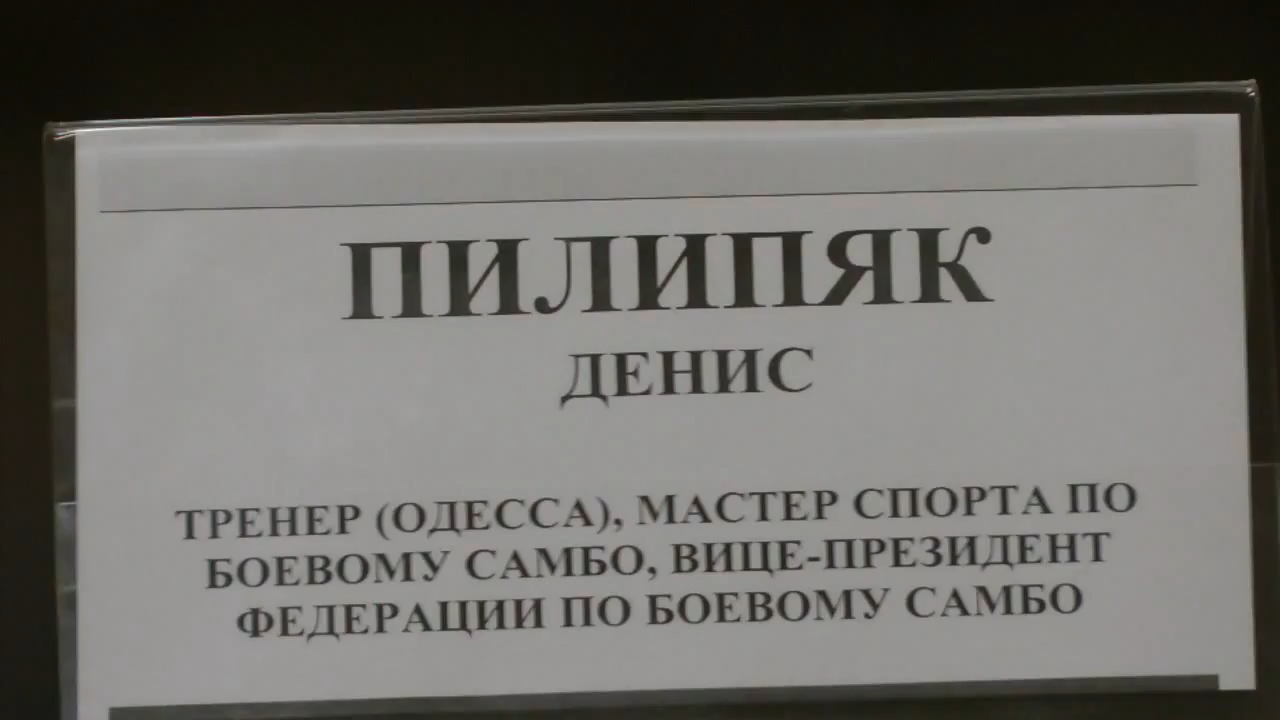 ПИЛИПЯК
ДЕНИС
ТРЕНЕР (ОДЕССА), МАСТЕР СПОРТА ПО
БОЕВОМУ САМБО, ВИЦЕ-ПРЕЗИДЕНТ
ФЕДЕРАЦИИ ПО БОЕВОМУ САМБО